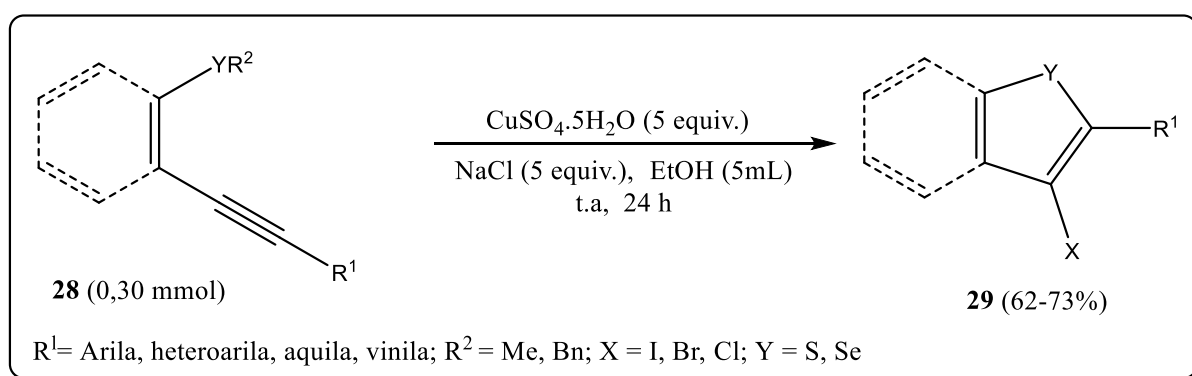 YR²
R¹
28 (0,30 mmol)
CuSO₄.5H₂O (5 equiv.)
NaCl (5 equiv.), EtOH (5mL)
t.a, 24 h
Y
R¹
X
29 (62-73%)
R¹= Arila, heteroarila, aquila, vinila; R² = Me, Bn; X = I, Br, Cl; Y = S, Se